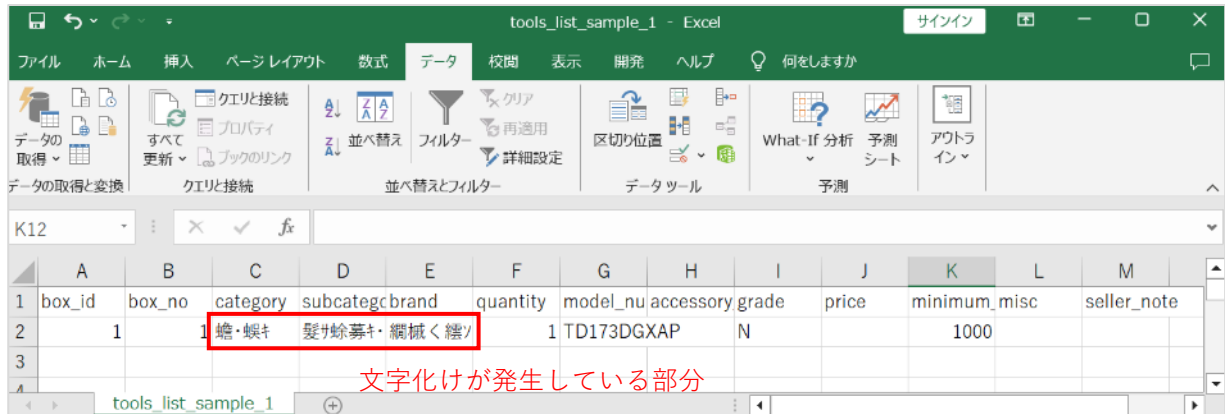 tools_list_sample_1 - Excel サインイン
ファイル ホーム 挿入 ページ レイアウト 数式 データ 校閲 表示 開発 ヘルプ 何をしますか
データの取得
すべて更新
クエリと接続
プロパティ
ブックのリンク
並べ替え
フィルター
クリア
再適用
詳細設定
区切り位置
What-If 分析
予測シート
アウトライン
データの取得と変換 クエリと接続 並べ替えとフィルター データ ツール 予測
K12 fx
A B C D E F G H I J K L M
1 box_id box_no category subcatego brand quantity model_nu accessory grade price minimum_ misc seller_note
2 1 1 蟾・蜈キ 髮サ蜍募キ・ 1 TD173DGXAP N 1000
3
4
文字化けが発生している部分
tools_list_sample_1